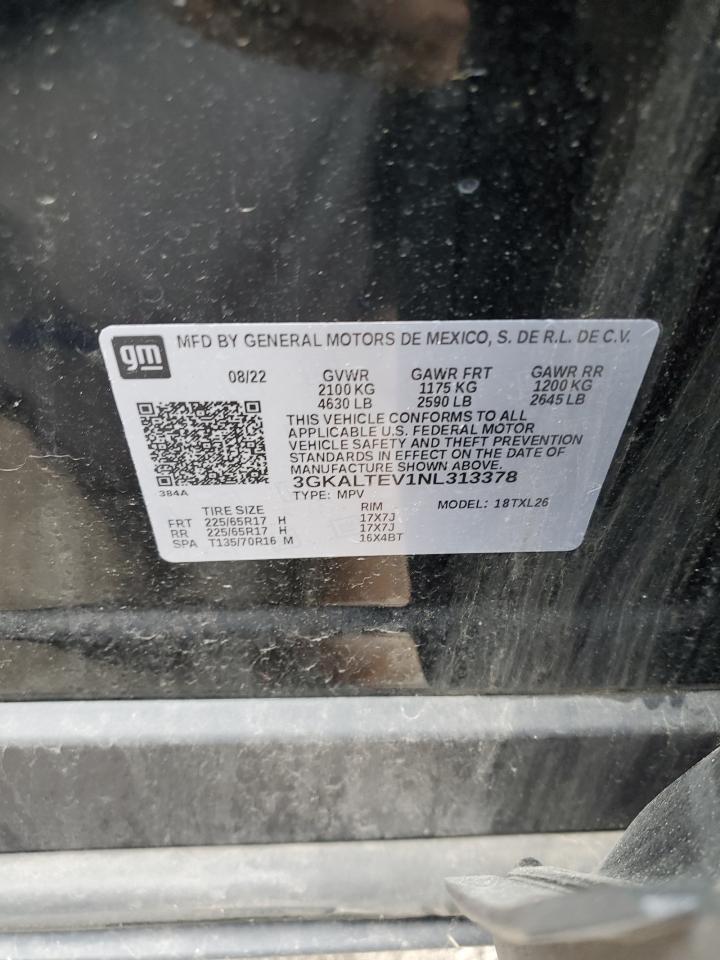 gm
MFD BY GENERAL MOTORS DE MEXICO, S. DE R.L. DE C.V.
08/22 GVWR GAWR FRT GAWR RR
2100 KG 1175 KG 1200 KG
4630 LB 2590 LB 2645 LB
THIS VEHICLE CONFORMS TO ALL
APPLICABLE U.S. FEDERAL MOTOR
VEHICLE SAFETY AND THEFT PREVENTION
STANDARDS IN EFFECT ON THE DATE OF
MANUFACTURE SHOWN ABOVE.
3GKALTEV1NL313378
384A TYPE: MPV MODEL: 18TXL26
TIRE SIZE RIM
FRT 225/65R17 H 17X7J
RR 225/65R17 H 17X7J
SPA T135/70R16 M 16X4BT